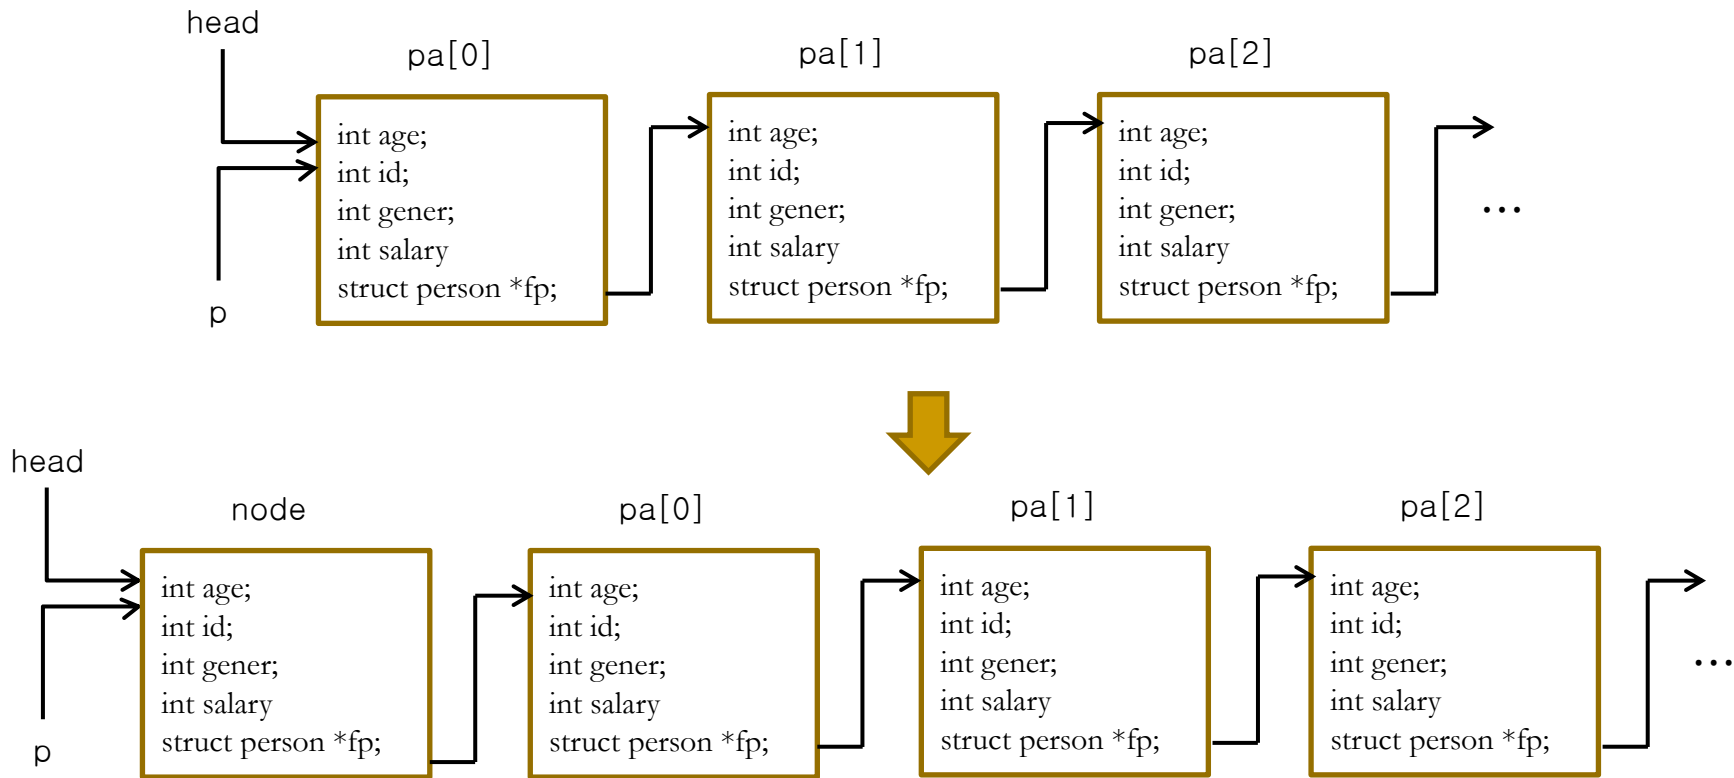 head
pa[0]
pa[1]
pa[2]
int age;
int id;
int gener;
int salary
struct person *fp;
int age;
int id;
int gener;
int salary
struct person *fp;
int age;
int id;
int gener;
int salary
struct person *fp;
...
p
head
node
pa[0]
pa[1]
pa[2]
int age;
int id;
int gener;
int salary
struct person *fp;
int age;
int id;
int gener;
int salary
struct person *fp;
int age;
int id;
int gener;
int salary
struct person *fp;
int age;
int id;
int gener;
int salary
struct person *fp;
...
p